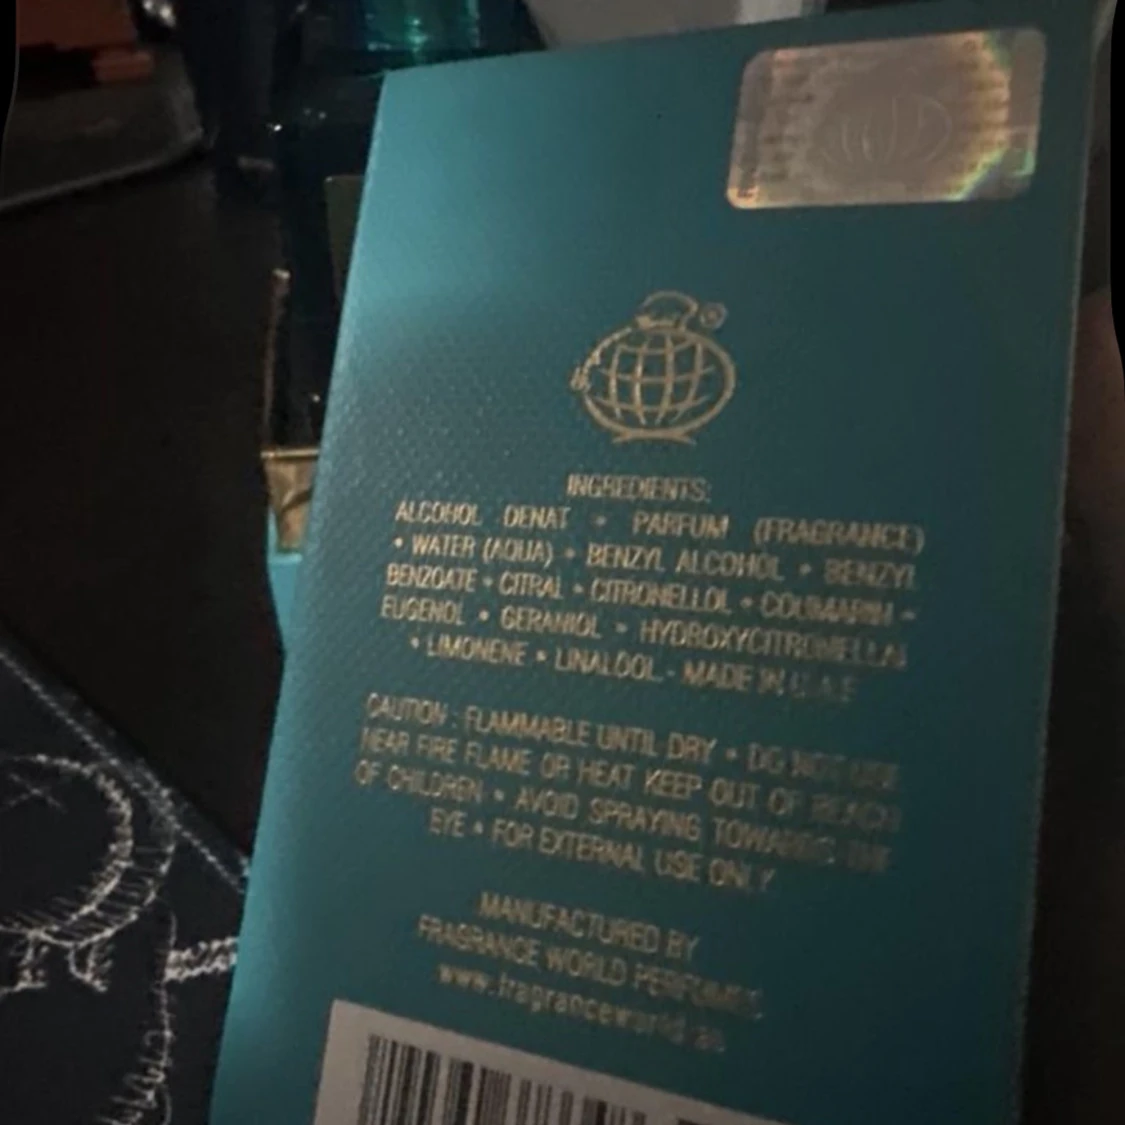 INGREDIENTS:
ALCOHOL DENAT • PARFUM (FRAGRANCE)
• WATER (AQUA) • BENZYL ALCOHOL • BENZYL
BENZOATE • CITRAL • CITRONELLOL • COUMARIN •
EUGENOL • GERANIOL • HYDROXYCITRONELLAL
• LIMONENE • LINALOOL - MADE IN U.A.E
CAUTION : FLAMMABLE UNTIL DRY • DO NOT USE
NEAR FIRE FLAME OR HEAT KEEP OUT OF REACH
OF CHILDREN • AVOID SPRAYING TOWARDS THE
EYE • FOR EXTERNAL USE ONLY
MANUFACTURED BY
FRAGRANCE WORLD PERFUMES
www.fragranceworld.ae